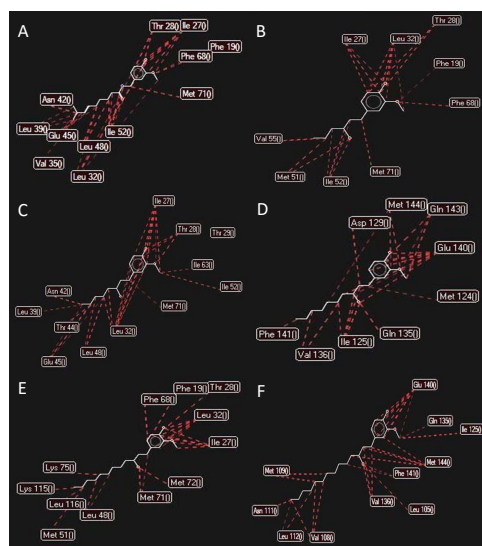 A
Thr 28() Ile 27()
Phe 19()
Phe 68()
Met 71()
Asn 42()
Leu 39()
Glu 45()
Ile 52()
Leu 48()
Val 35()
Leu 32()
B
Thr 28()
Ile 27() Leu 32()
Phe 19()
Phe 68()
Val 55()
Met 51()
Ile 52()
Met 71()
C
Ile 27()
Thr 28() Thr 29()
Ile 63()
Ile 52()
Met 71()
Asn 42()
Leu 39()
Thr 44()
Leu 32()
Leu 48()
Glu 45()
D
Met 144()
Asp 129() Gln 143()
Glu 140()
Met 124()
Phe 141()
Gln 135()
Ile 125()
Val 136()
E
Phe 19() Thr 28()
Phe 68()
Leu 32()
Ile 27()
Lys 75()
Met 72()
Lys 115()
Met 71()
Leu 116()
Leu 48()
Met 51()
F
Glu 140()
Gln 135()
Ile 125()
Met 144()
Met 109() Phe 141()
Leu 105()
Asn 111() Val 136()
Leu 112() Val 108()